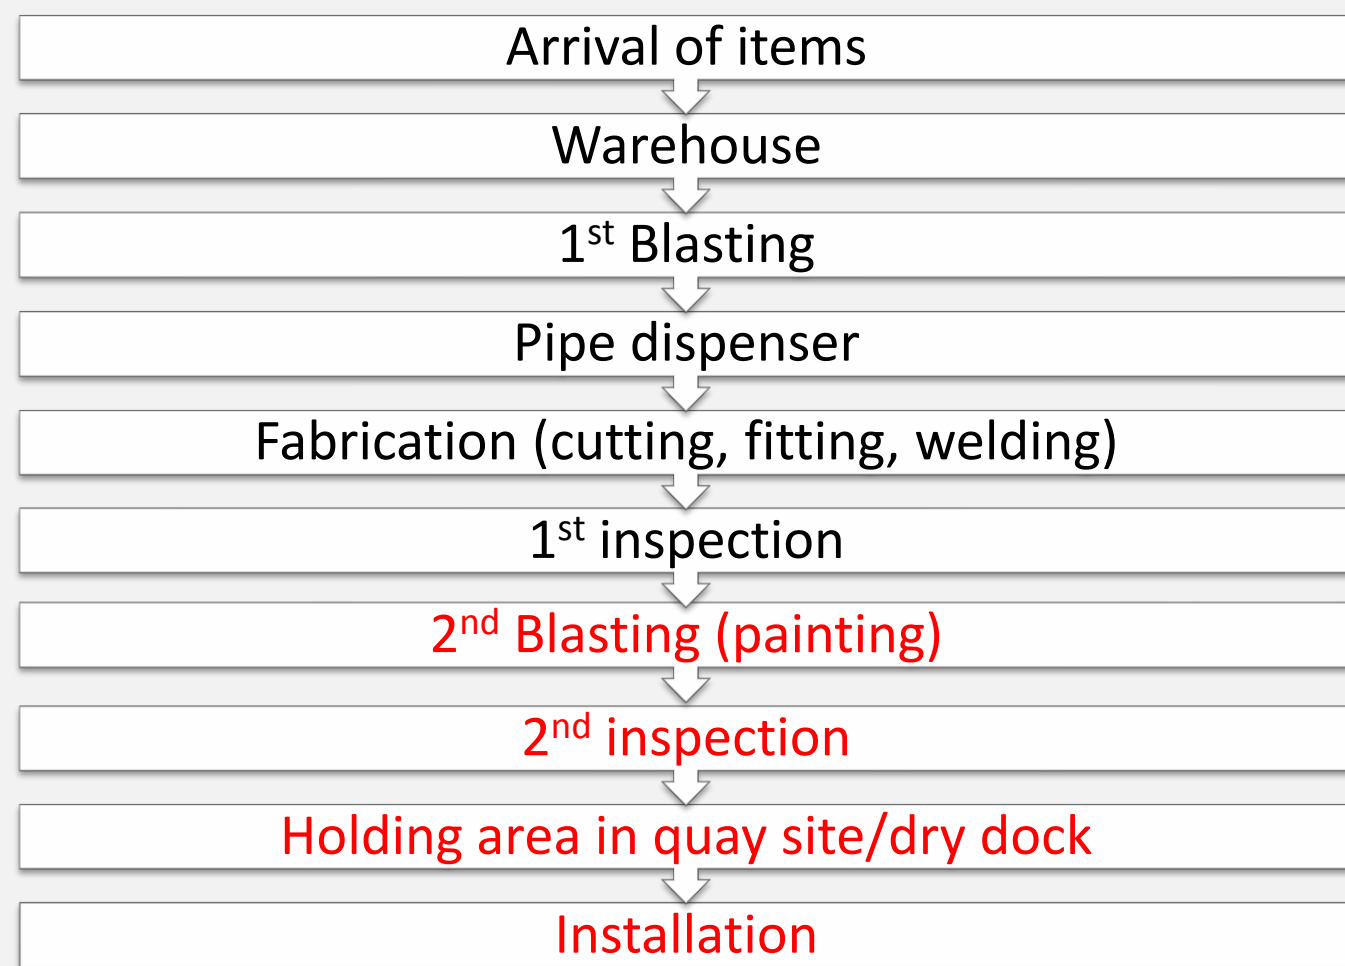 Arrival of items
Warehouse
1st Blasting
Pipe dispenser
Fabrication (cutting, fitting, welding)
1st inspection
2nd Blasting (painting)
2nd inspection
Holding area in quay site/dry dock
Installation